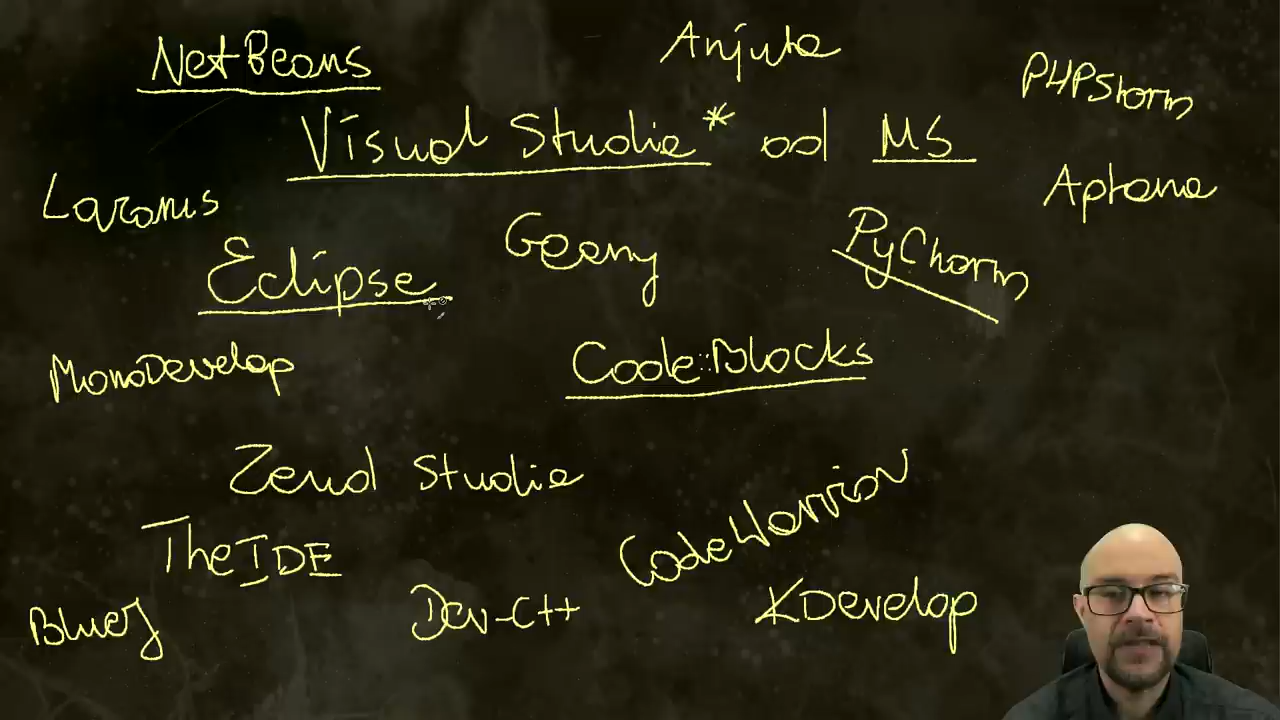 NetBeans
Anjuta
PHPStorm
Visual Studio* od MS
Lazarus
Aptana
Geany
PyCharm
Eclipse
MonoDevelop
Code::Blocks
Zend Studio
CodeWarrior
TheIDE
BlueJ
Dev-C++
KDevelop